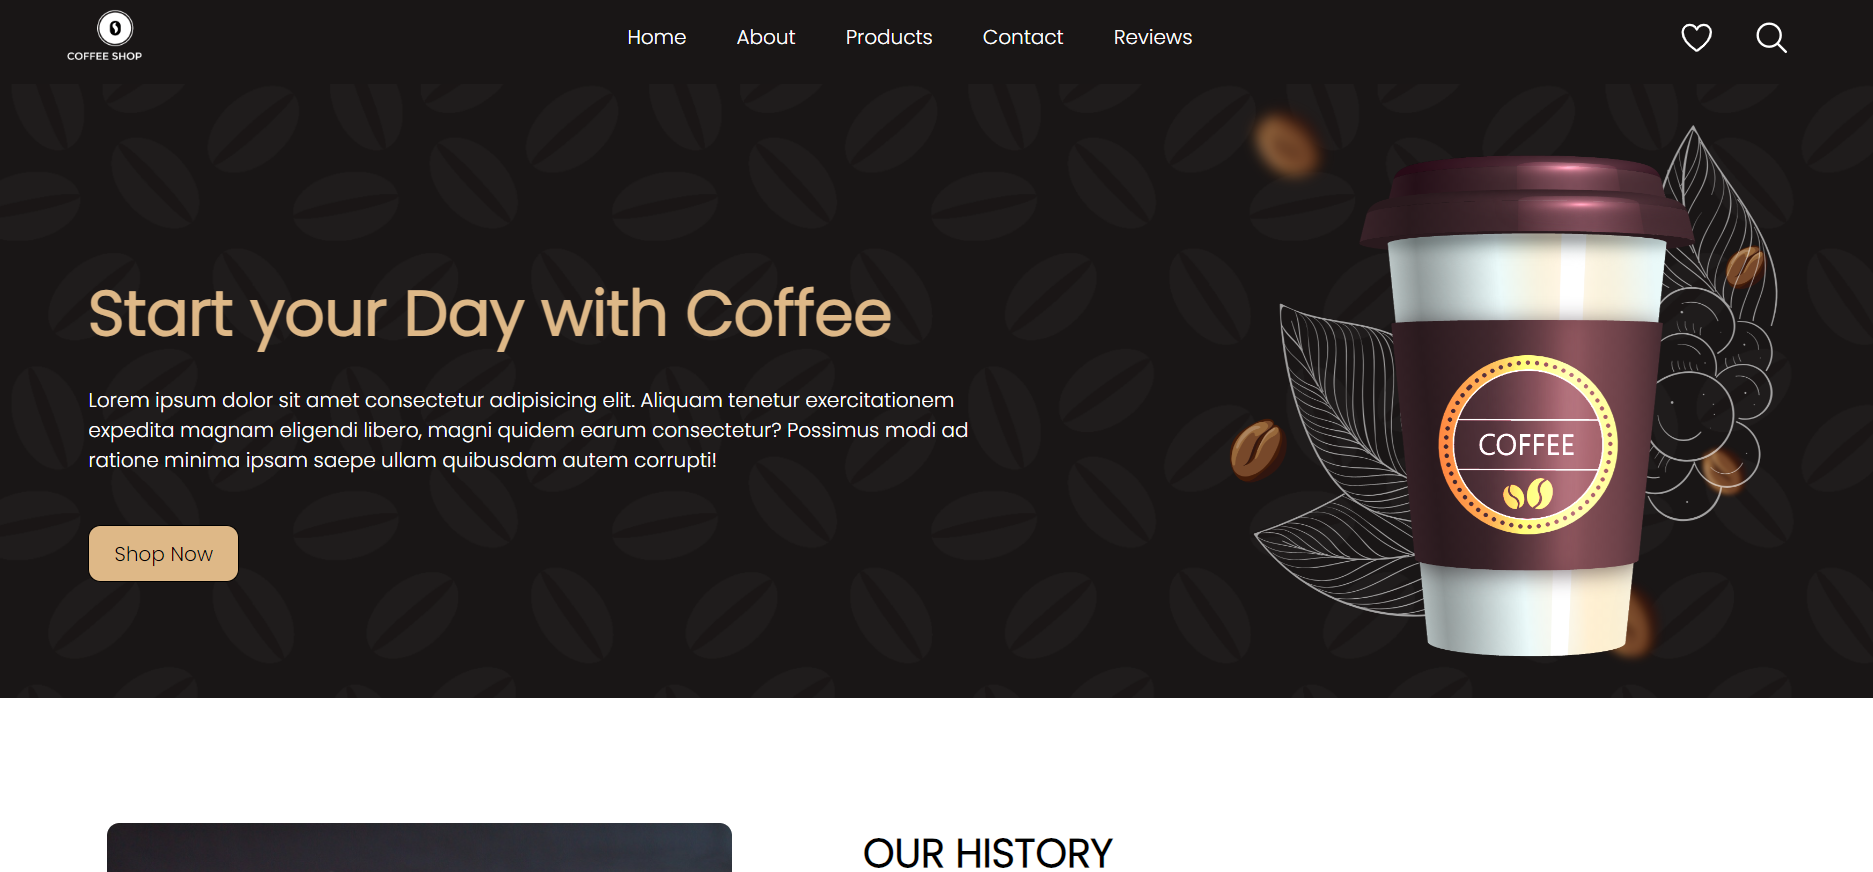 COFFEE SHOP
Home About Products Contact Reviews
Start your Day with Coffee
Lorem ipsum dolor sit amet consectetur adipisicing elit. Aliquam tenetur exercitationem
expedita magnam eligendi libero, magni quidem earum consectetur? Possimus modi ad
ratione minima ipsam saepe ullam quibusdam autem corrupti!
Shop Now
COFFEE
OUR HISTORY